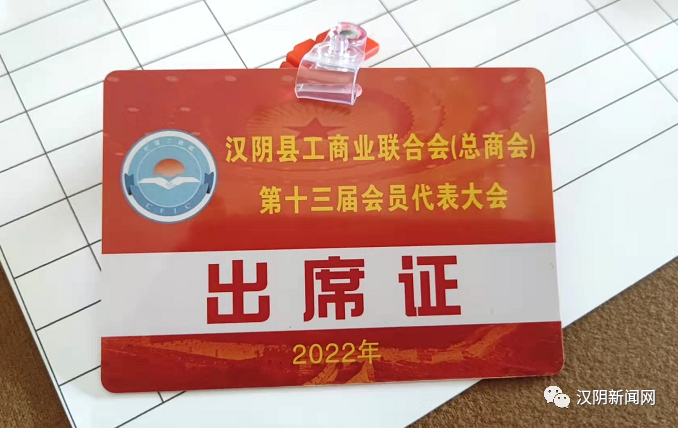 汉阴县工商业联合会(总商会)
第十三届会员代表大会
出席证
2022年
汉阴新闻网